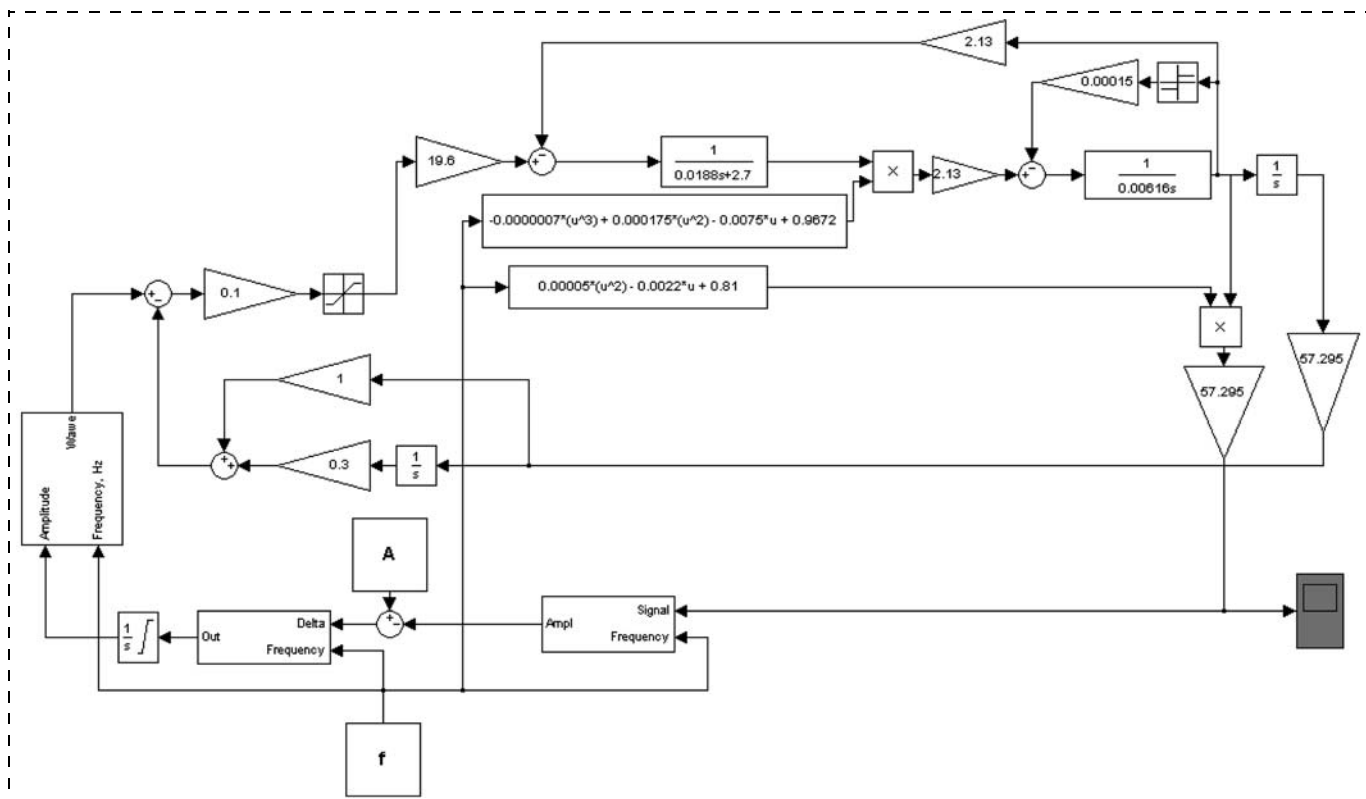 2.13
0.00015
19.6
1
0.0188s+2.7
×
2.13
1
0.00616s
1
s
-0.0000007*(u^3) + 0.000175*(u^2) - 0.0075*u + 0.9672
0.1
0.00005*(u^2) - 0.0022*u + 0.81
×
57.295
57.295
1
0.3
1
s
Wawe
Amplitude
Frequency, Hz
A
1
s
Out
Delta
Frequency
Ampl
Signal
Frequency
f